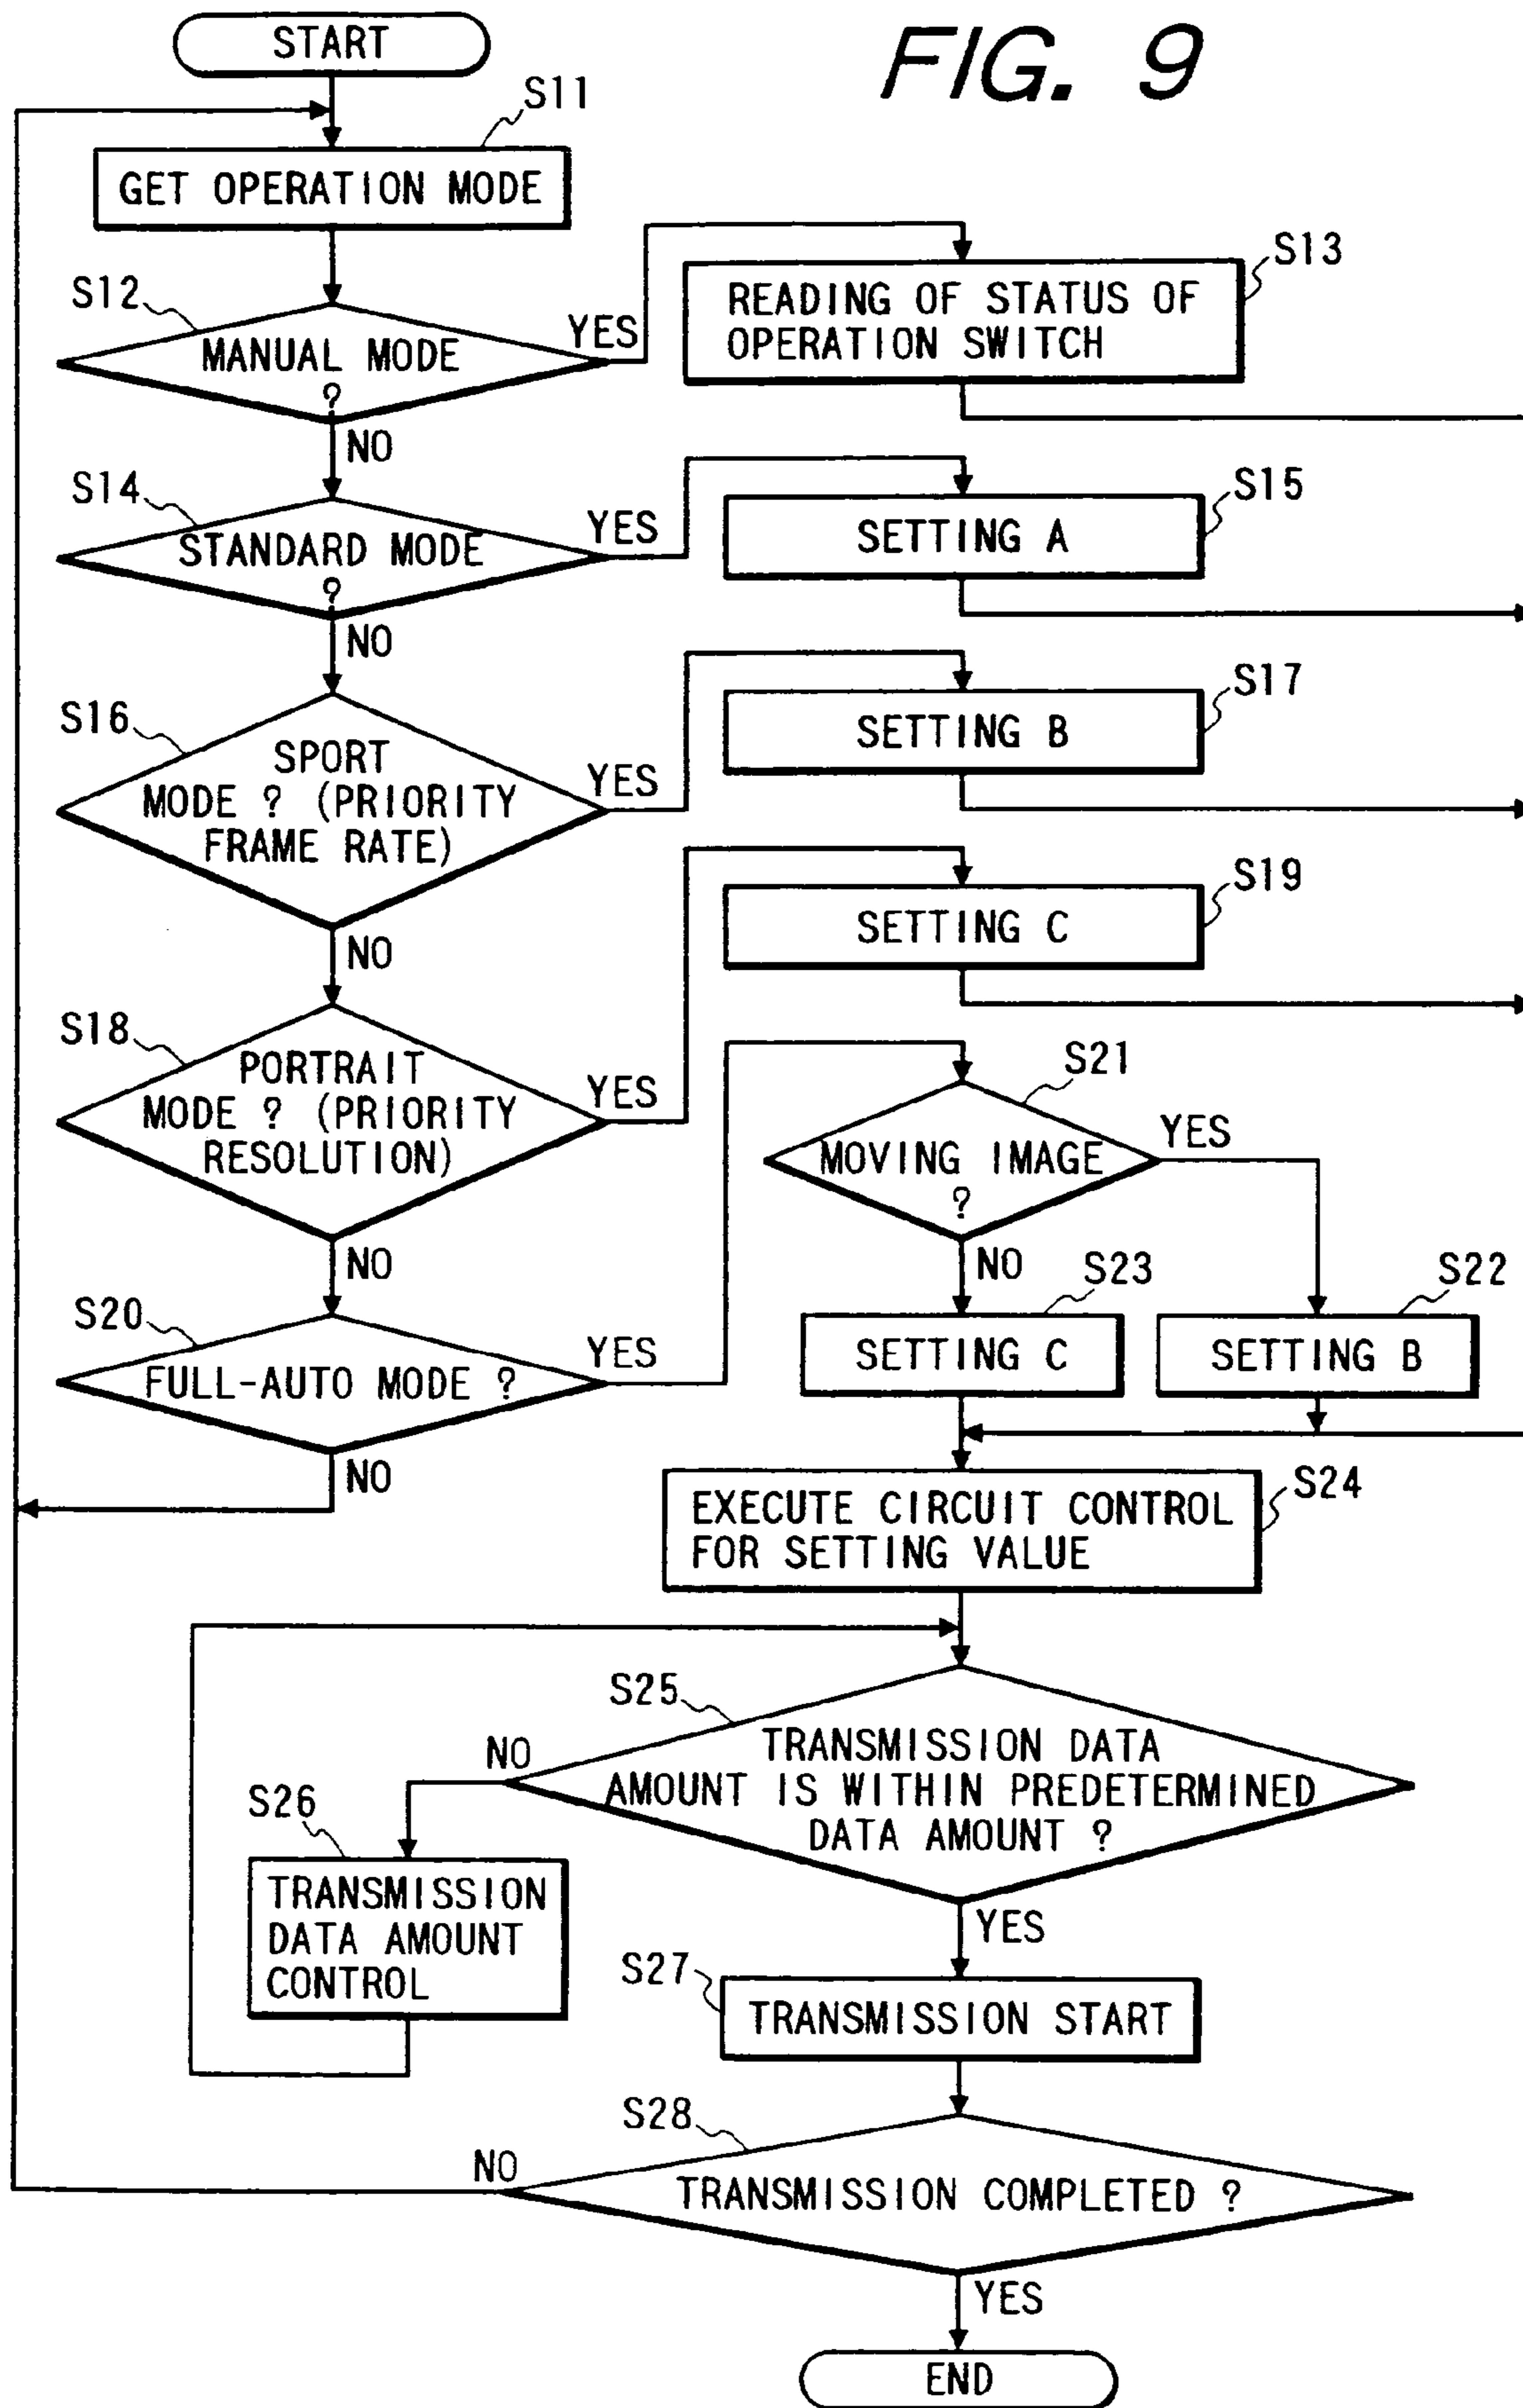 FIG. 9
START
S11
GET OPERATION MODE
S12
MANUAL MODE
?
YES
NO
S13
READING OF STATUS OF
OPERATION SWITCH
S14
STANDARD MODE
?
YES
NO
S15
SETTING A
S16
SPORT
MODE ? (PRIORITY
FRAME RATE)
YES
NO
S17
SETTING B
S18
PORTRAIT
MODE ? (PRIORITY
RESOLUTION)
YES
NO
S19
SETTING C
S20
FULL-AUTO MODE ?
YES
NO
S21
MOVING IMAGE
?
YES
NO
S23
SETTING C
S22
SETTING B
S24
EXECUTE CIRCUIT CONTROL
FOR SETTING VALUE
S25
TRANSMISSION DATA
AMOUNT IS WITHIN PREDETERMINED
DATA AMOUNT ?
NO
YES
S26
TRANSMISSION
DATA AMOUNT
CONTROL
S27
TRANSMISSION START
S28
TRANSMISSION COMPLETED ?
NO
YES
END